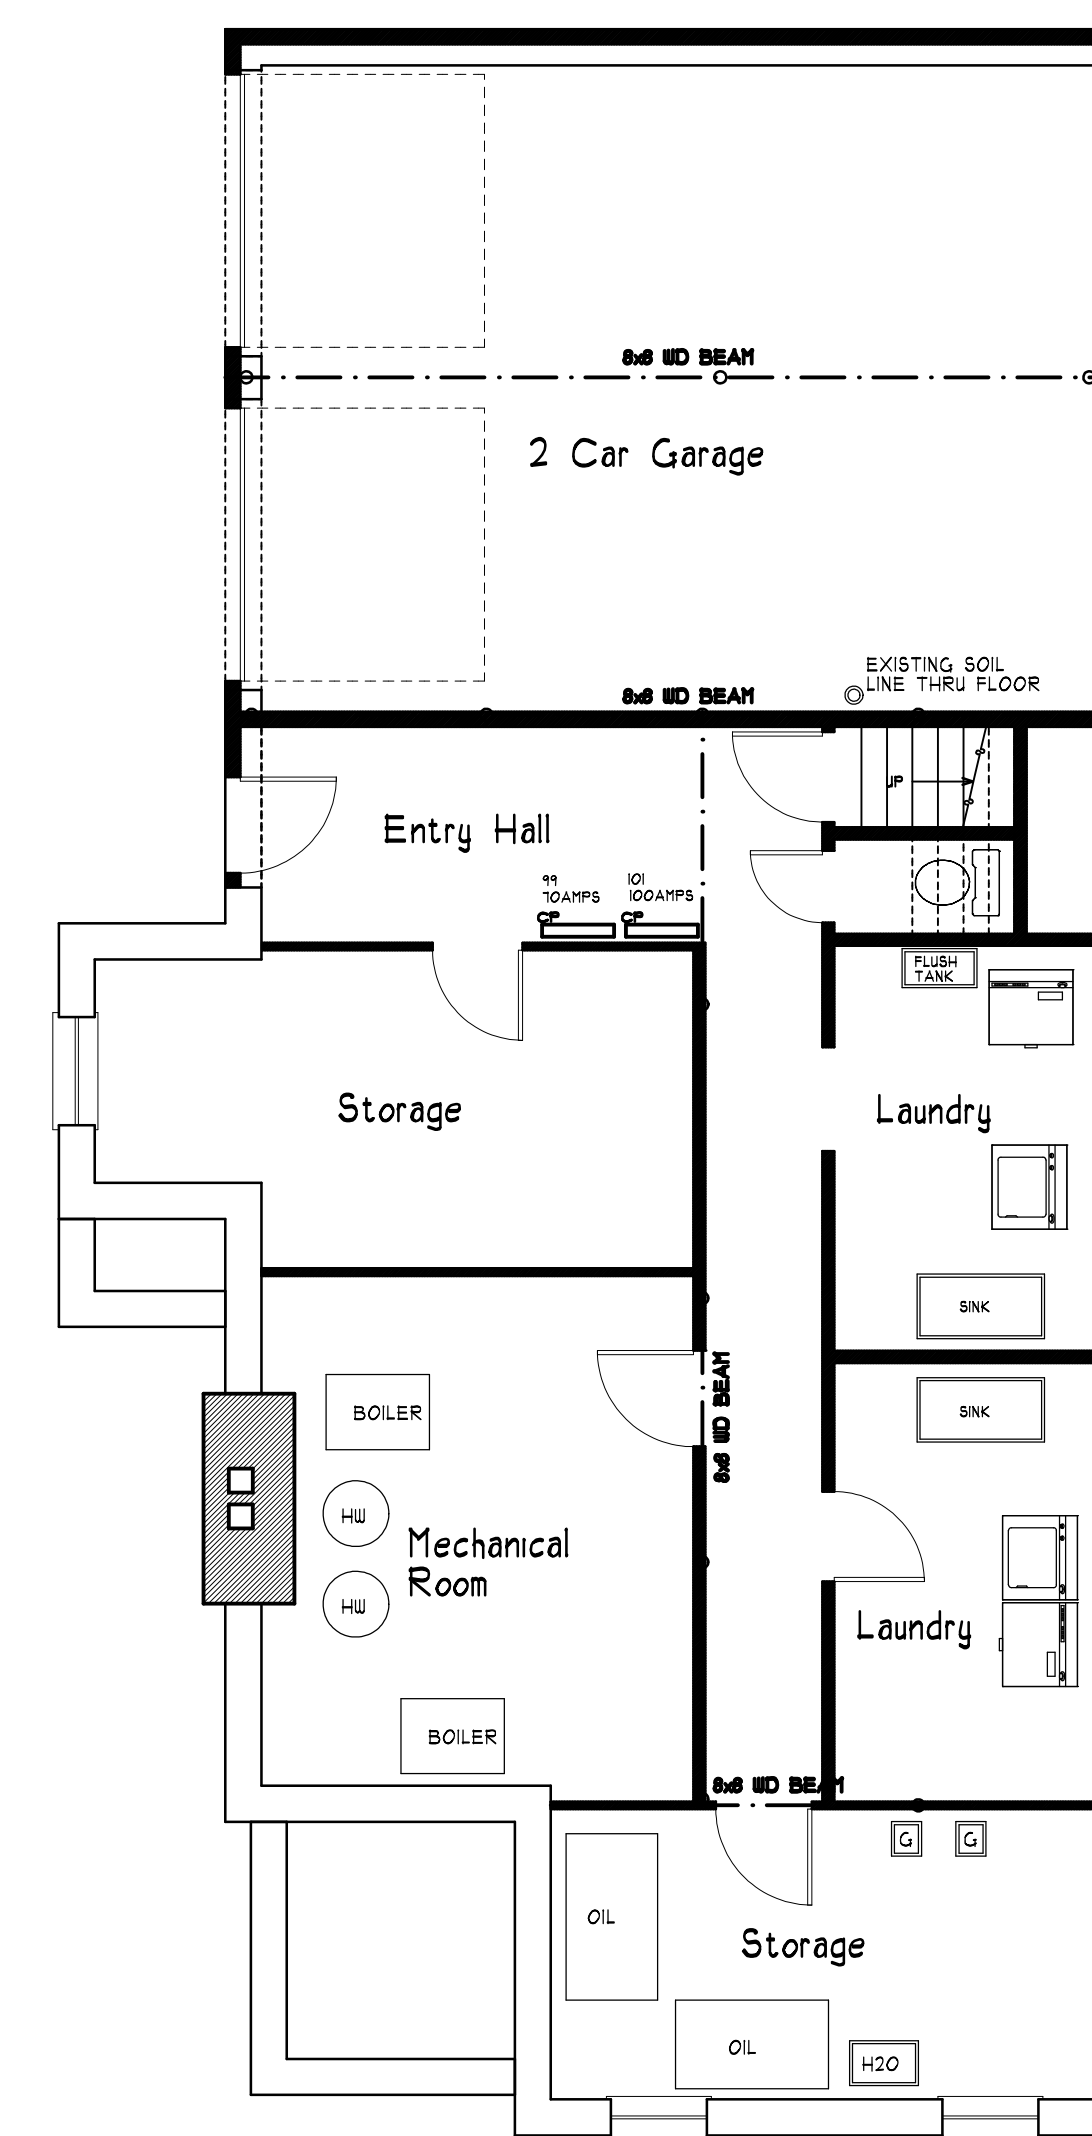 8x8 WD BEAM
2 Car Garage
EXISTING SOIL
LINE THRU FLOOR
8x8 WD BEAM
UP
Entry Hall
99
70AMPS
CP
101
100AMPS
CP
FLUSH
TANK
Storage
Laundry
SINK
8x8 WD BEAM
BOILER
SINK
HW
Mechanical
Room
HW
Laundry
BOILER
8x8 WD BEAM
G
G
OIL
Storage
OIL
H2O